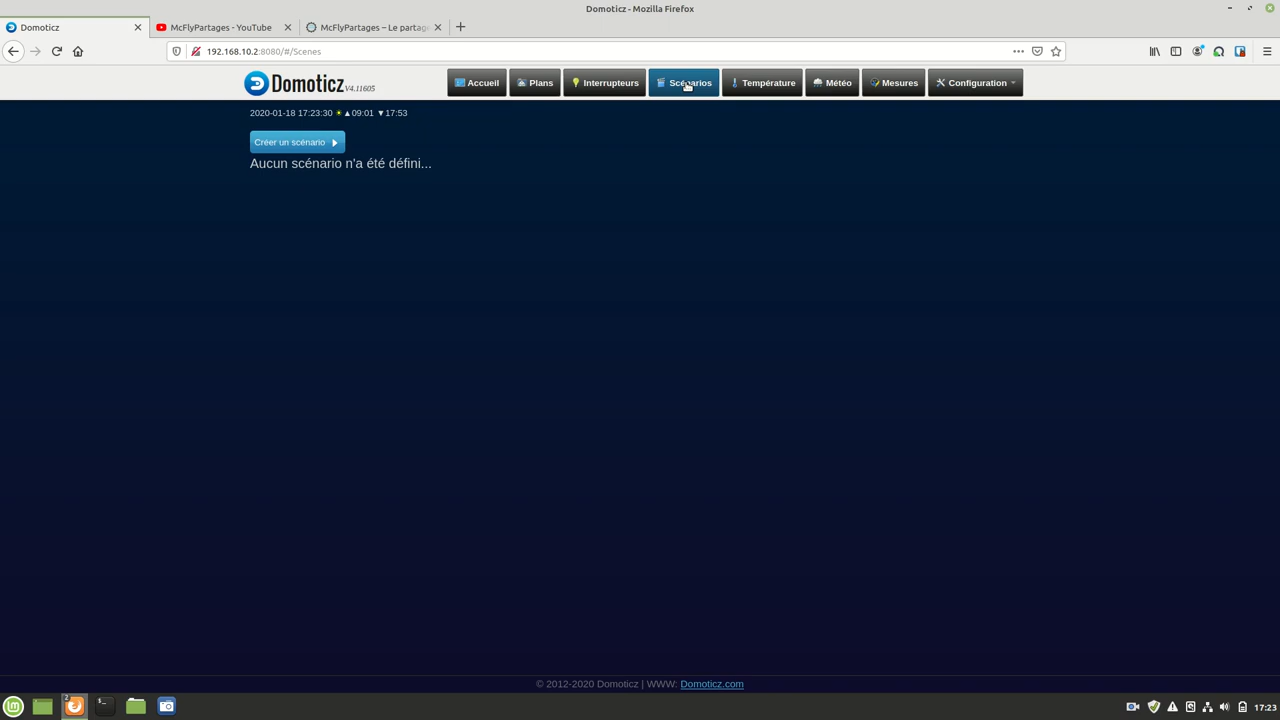 Domoticz - Mozilla Firefox
Domoticz
McFlyPartages - YouTube
McFlyPartages – Le partag
192.168.10.2:8080/#/Scenes
Domoticz V4.11605
Accueil
Plans
Interrupteurs
Scénarios
Température
Météo
Mesures
Configuration
2020-01-18 17:23:30 ☀ ▲09:01 ▼17:53
Créer un scénario
Aucun scénario n'a été défini...
© 2012-2020 Domoticz | WWW: Domoticz.com
2
17:23